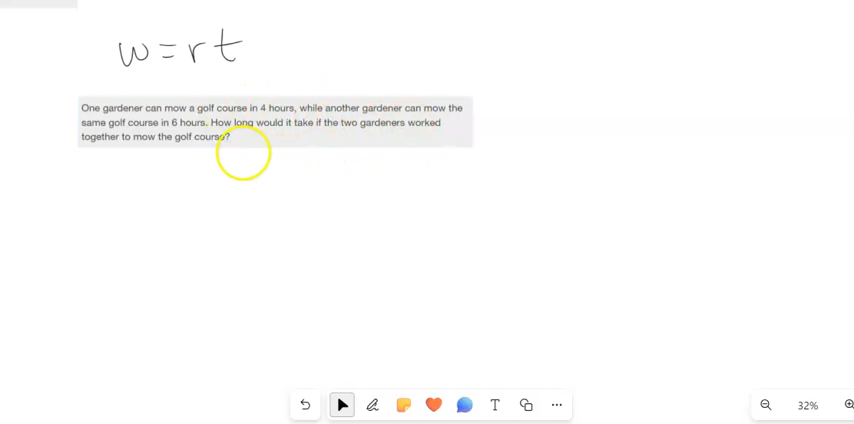 w = rt
One gardener can mow a golf course in 4 hours, while another gardener can mow the
same golf course in 6 hours. How long would it take if the two gardeners worked
together to mow the golf course?
T
32%